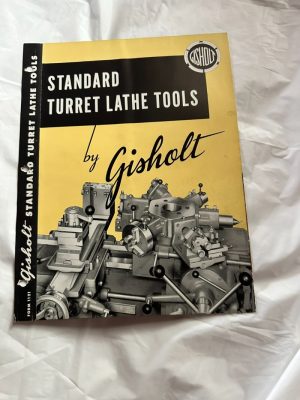 GISHOLT
STANDARD
TURRET LATHE TOOLS
by Gisholt
Gisholt STANDARD TURRET LATHE TOOLS